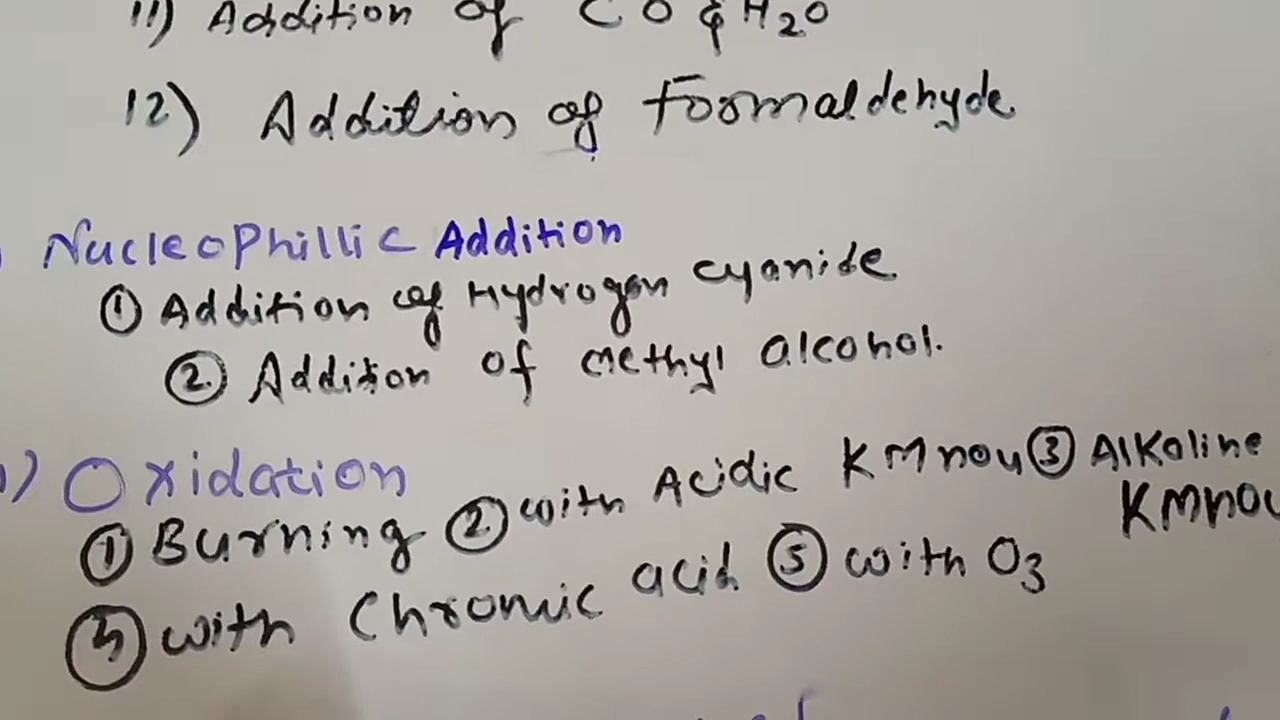 11) Addition of CO & H2O
12) Addition of Formaldehyde
Nucleophillic Addition
① Addition of Hydrogen cyanide
② Addition of methyl alcohol.
) Oxidation
① Burning ② with Acidic KMnO4 ③ Alkaline
KMnO4
④ with Chromic acid ⑤ with O3